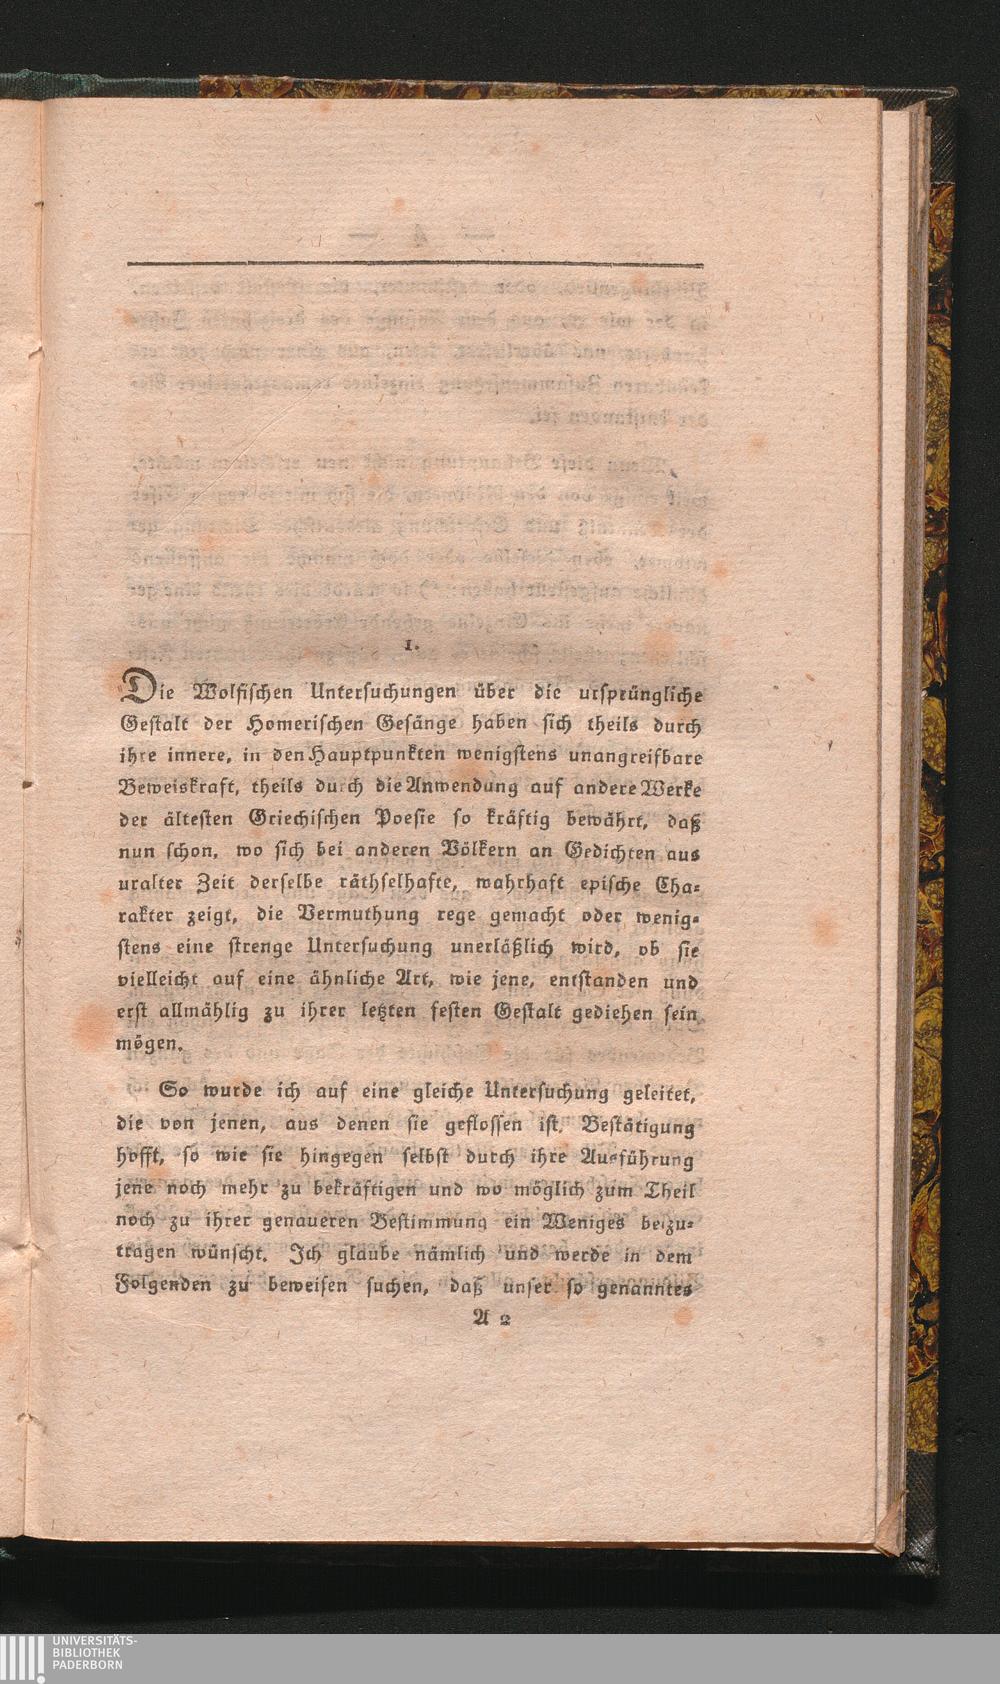 1.
Die Wolfischen Untersuchungen über die ursprüngliche
Gestalt der Homerischen Gesänge haben sich theils durch
ihre innere, in den Hauptpunkten wenigstens unangreifbare
Beweiskraft, theils durch die Anwendung auf andere Werke
der ältesten Griechischen Poesie so kräftig bewährt, daß
nun schon, wo sich bei anderen Völkern an Gedichten aus
uralter Zeit derselbe räthselhafte, wahrhaft epische Cha-
rakter zeigt, die Vermuthung rege gemacht oder wenig-
stens eine strenge Untersuchung unerläßlich wird, ob sie
vielleicht auf eine ähnliche Art, wie jene, entstanden und
erst allmählig zu ihrer letzten festen Gestalt gediehen sein
mögen.
So wurde ich auf eine gleiche Untersuchung geleitet,
die von jenen, aus denen sie geflossen ist, Bestätigung
hofft, so wie sie hingegen selbst durch ihre Ausführung
jene noch mehr zu bekräftigen und wo möglich zum Theil
noch zu ihrer genaueren Bestimmung ein Weniges beizu-
tragen wünscht. Ich glaube nämlich und werde in dem
Folgenden zu beweisen suchen, daß unser so genanntes
A 2
UNIVERSITÄTS-
BIBLIOTHEK
PADERBORN